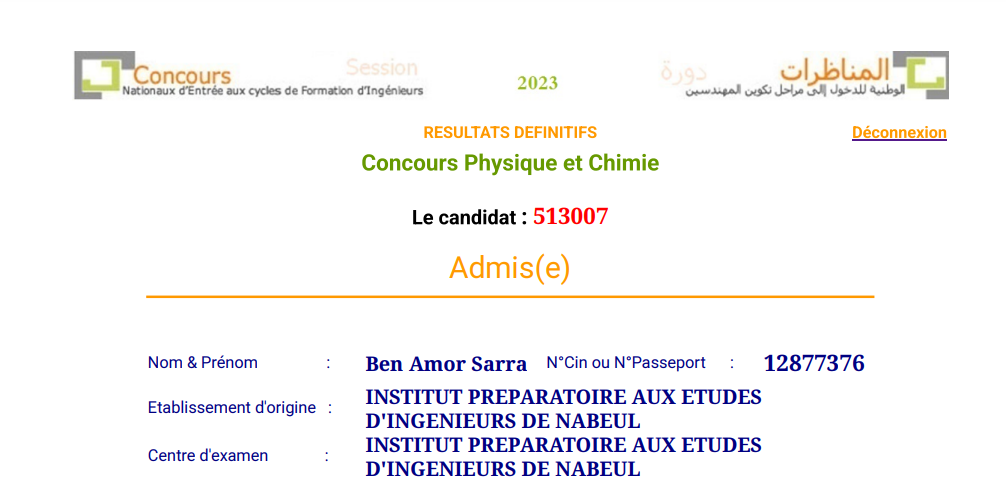 Concours
Nationaux d'Entrée aux cycles de Formation d'Ingénieurs
Session
2023
دورة
المناظرات
الوطنية للدخول إلى مراحل تكوين المهندسين
RESULTATS DEFINITIFS
Déconnexion
Concours Physique et Chimie
Le candidat : 513007
Admis(e)
Nom & Prénom : Ben Amor Sarra N°Cin ou N°Passeport : 12877376
Etablissement d'origine : INSTITUT PREPARATOIRE AUX ETUDES
D'INGENIEURS DE NABEUL
Centre d'examen : INSTITUT PREPARATOIRE AUX ETUDES
D'INGENIEURS DE NABEUL